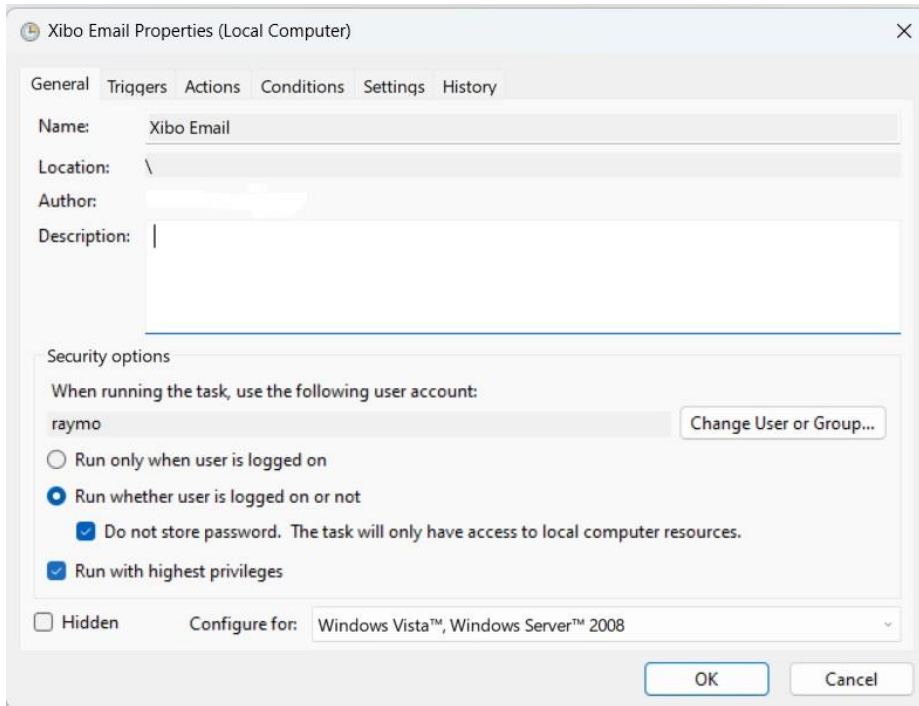 Xibo Email Properties (Local Computer)
General Triggers Actions Conditions Settings History
Name: Xibo Email
Location: \
Author:
Description:
Security options
When running the task, use the following user account:
raymo Change User or Group...
Run only when user is logged on
Run whether user is logged on or not
Do not store password. The task will only have access to local computer resources.
Run with highest privileges
Hidden Configure for: Windows Vista™, Windows Server™ 2008
OK Cancel